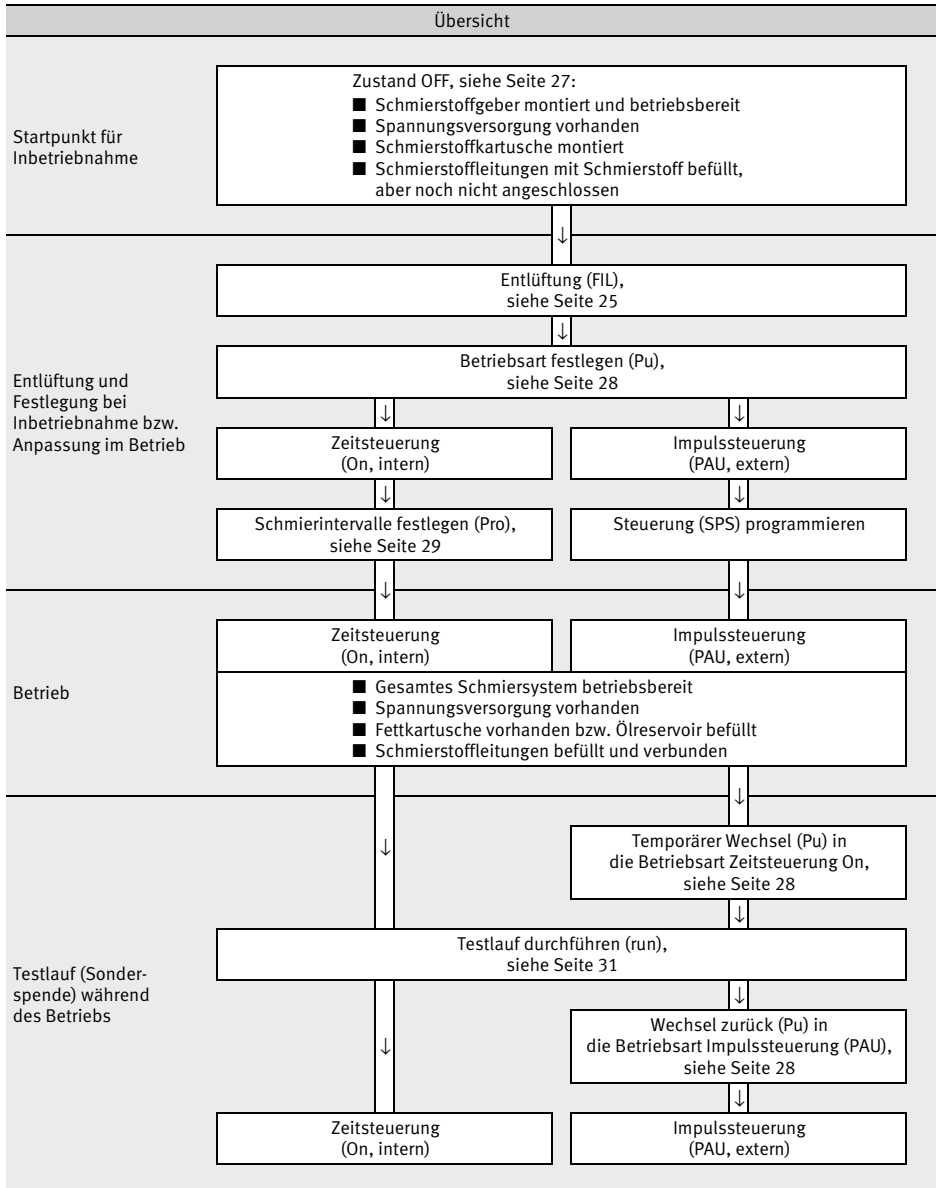 Übersicht
Startpunkt für
Inbetriebnahme
Zustand OFF, siehe Seite 27:
■ Schmierstoffgeber montiert und betriebsbereit
■ Spannungsversorgung vorhanden
■ Schmierstoffkartusche montiert
■ Schmierstoffleitungen mit Schmierstoff befüllt,
aber noch nicht angeschlossen
↓
Entlüftung und
Festlegung bei
Inbetriebnahme bzw.
Anpassung im Betrieb
Entlüftung (FIL),
siehe Seite 25
↓
Betriebsart festlegen (Pu),
siehe Seite 28
↓ ↓
Zeitsteuerung
(On, intern)
Impulssteuerung
(PAU, extern)
↓ ↓
Schmierintervalle festlegen (Pro),
siehe Seite 29
Steuerung (SPS) programmieren
↓ ↓
Betrieb
Zeitsteuerung
(On, intern)
Impulssteuerung
(PAU, extern)
■ Gesamtes Schmiersystem betriebsbereit
■ Spannungsversorgung vorhanden
■ Fettkartusche vorhanden bzw. Ölreservoir befüllt
■ Schmierstoffleitungen befüllt und verbunden
↓
Testlauf (Sonder-
spende) während
des Betriebs
↓
Temporärer Wechsel (Pu) in
die Betriebsart Zeitsteuerung On,
siehe Seite 28
↓
Testlauf durchführen (run),
siehe Seite 31
↓
↓
Wechsel zurück (Pu) in
die Betriebsart Impulssteuerung (PAU),
siehe Seite 28
↓
Zeitsteuerung
(On, intern)
Impulssteuerung
(PAU, extern)